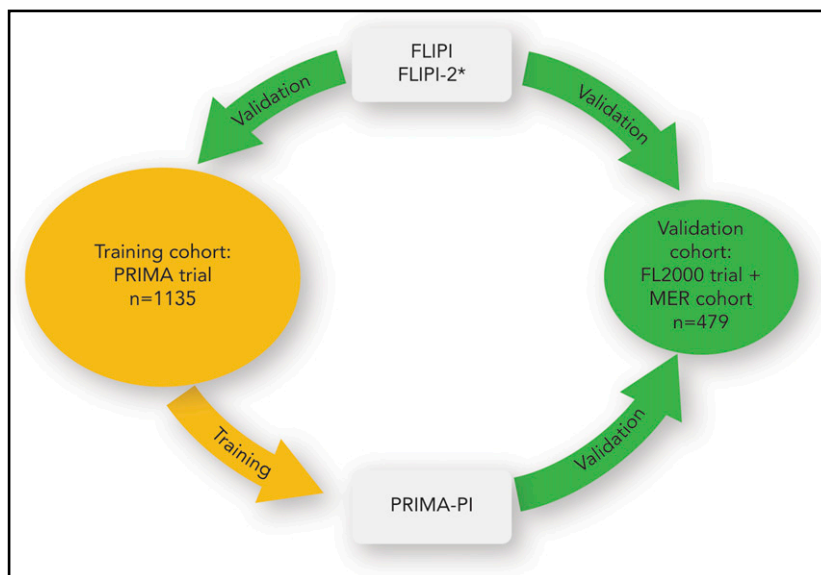 FLIPI
FLIPI-2*
Validation
Validation
Training cohort:
PRIMA trial
n=1135
Validation
cohort:
FL2000 trial +
MER cohort
n=479
Training
Validation
PRIMA-PI